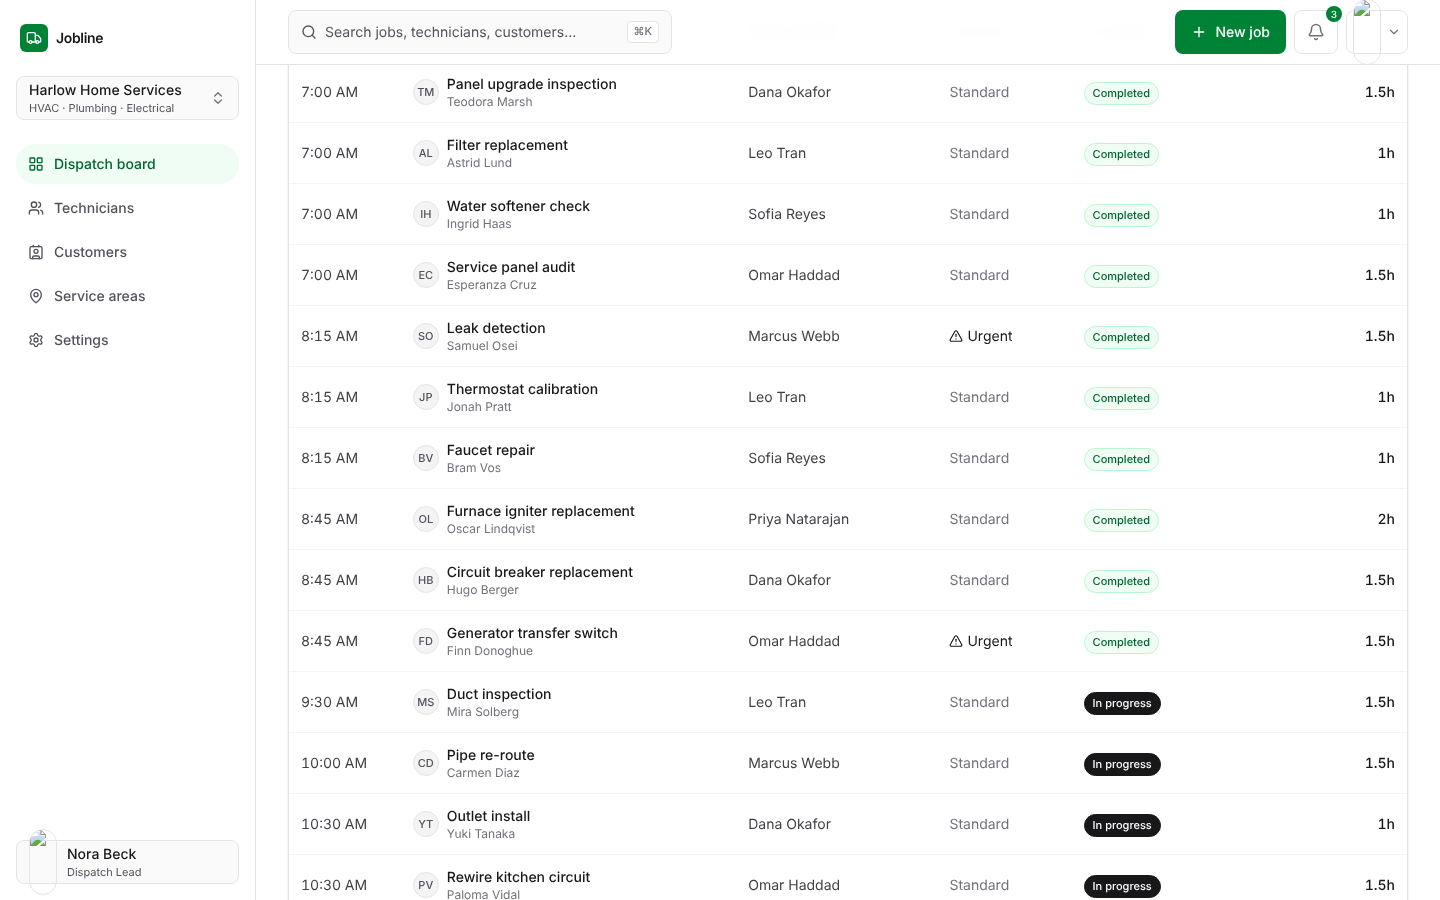 Jobline
Harlow Home Services
HVAC · Plumbing · Electrical
Dispatch board
Technicians
Customers
Service areas
Settings
Nora Beck
Dispatch Lead
Search jobs, technicians, customers... ⌘K
New job
3
7:00 AM TM Panel upgrade inspection Dana Okafor Standard Completed 1.5h
Teodora Marsh
7:00 AM AL Filter replacement Leo Tran Standard Completed 1h
Astrid Lund
7:00 AM IH Water softener check Sofia Reyes Standard Completed 1h
Ingrid Haas
7:00 AM EC Service panel audit Omar Haddad Standard Completed 1.5h
Esperanza Cruz
8:15 AM SO Leak detection Marcus Webb Urgent Completed 1.5h
Samuel Osei
8:15 AM JP Thermostat calibration Leo Tran Standard Completed 1h
Jonah Pratt
8:15 AM BV Faucet repair Sofia Reyes Standard Completed 1h
Bram Vos
8:45 AM OL Furnace igniter replacement Priya Natarajan Standard Completed 2h
Oscar Lindqvist
8:45 AM HB Circuit breaker replacement Dana Okafor Standard Completed 1.5h
Hugo Berger
8:45 AM FD Generator transfer switch Omar Haddad Urgent Completed 1.5h
Finn Donoghue
9:30 AM MS Duct inspection Leo Tran Standard In progress 1.5h
Mira Solberg
10:00 AM CD Pipe re-route Marcus Webb Standard In progress 1.5h
Carmen Diaz
10:30 AM YT Outlet install Dana Okafor Standard In progress 1h
Yuki Tanaka
10:30 AM PV Rewire kitchen circuit Omar Haddad Standard In progress 1.5h
Paloma Vidal